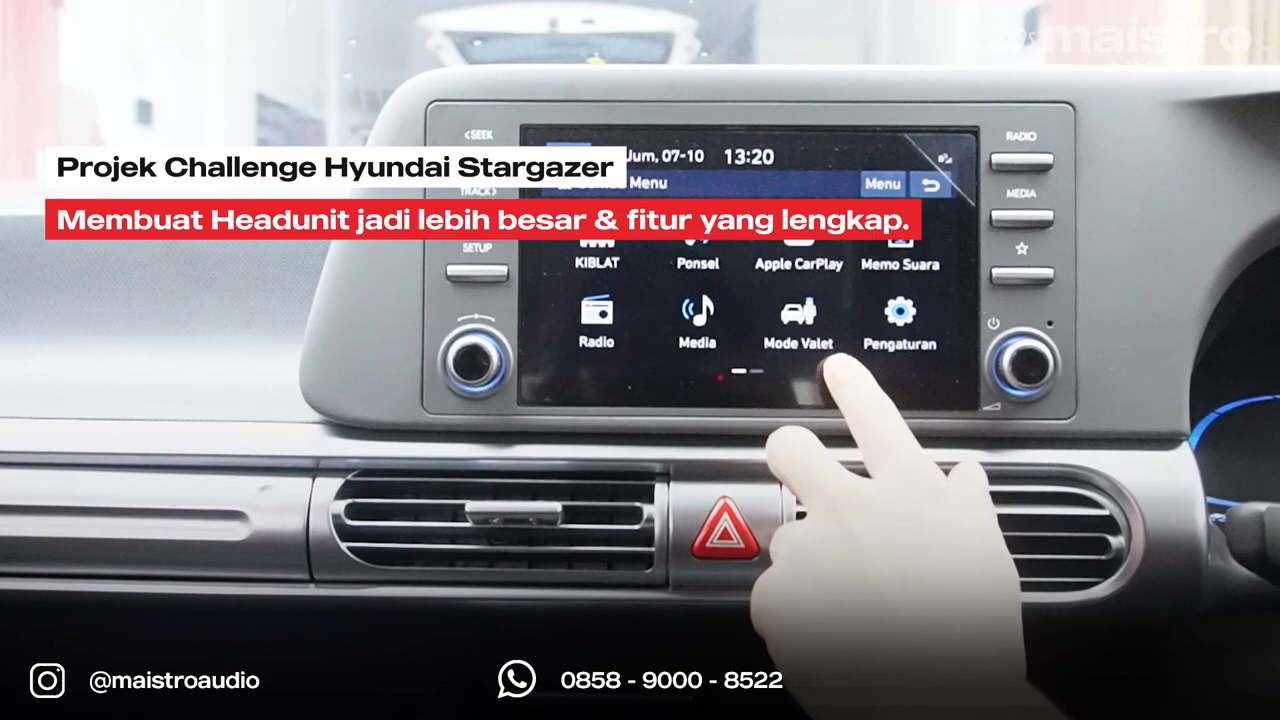 maistro
<SEEK
RADIO
Jum, 07-10 13:20
Projek Challenge Hyundai Stargazer
Menu
Menu
TRACK>
MEDIA
Membuat Headunit jadi lebih besar & fitur yang lengkap.
SETUP
KIBLAT Ponsel Apple CarPlay Memo Suara
Radio Media Mode Valet Pengaturan
@maistroaudio
0858 - 9000 - 8522